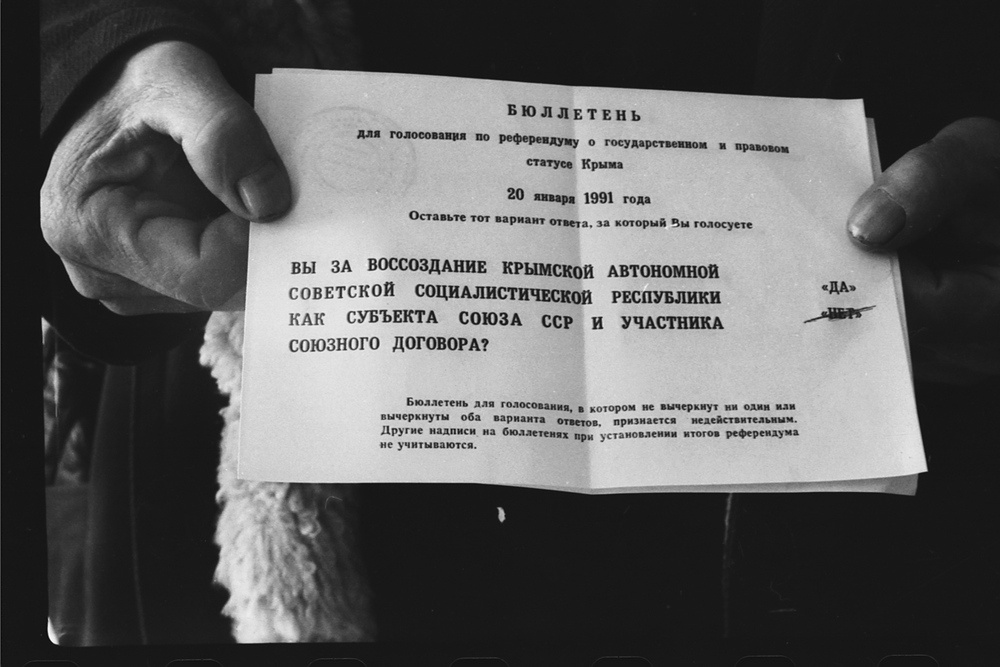 БЮЛЛЕТЕНЬ
для голосования по референдуму о государственном и правовом
статусе Крыма
20 января 1991 года
Оставьте тот вариант ответа, за который Вы голосуете
ВЫ ЗА ВОССОЗДАНИЕ КРЫМСКОЙ АВТОНОМНОЙ
СОВЕТСКОЙ СОЦИАЛИСТИЧЕСКОЙ РЕСПУБЛИКИ
КАК СУБЪЕКТА СОЮЗА ССР И УЧАСТНИКА
СОЮЗНОГО ДОГОВОРА?
«ДА»
«НЕТ»
Бюллетень для голосования, в котором не вычеркнут ни один или
вычеркнуты оба варианта ответов, признается недействительным.
Другие надписи на бюллетенях при установлении итогов референдума
не учитываются.